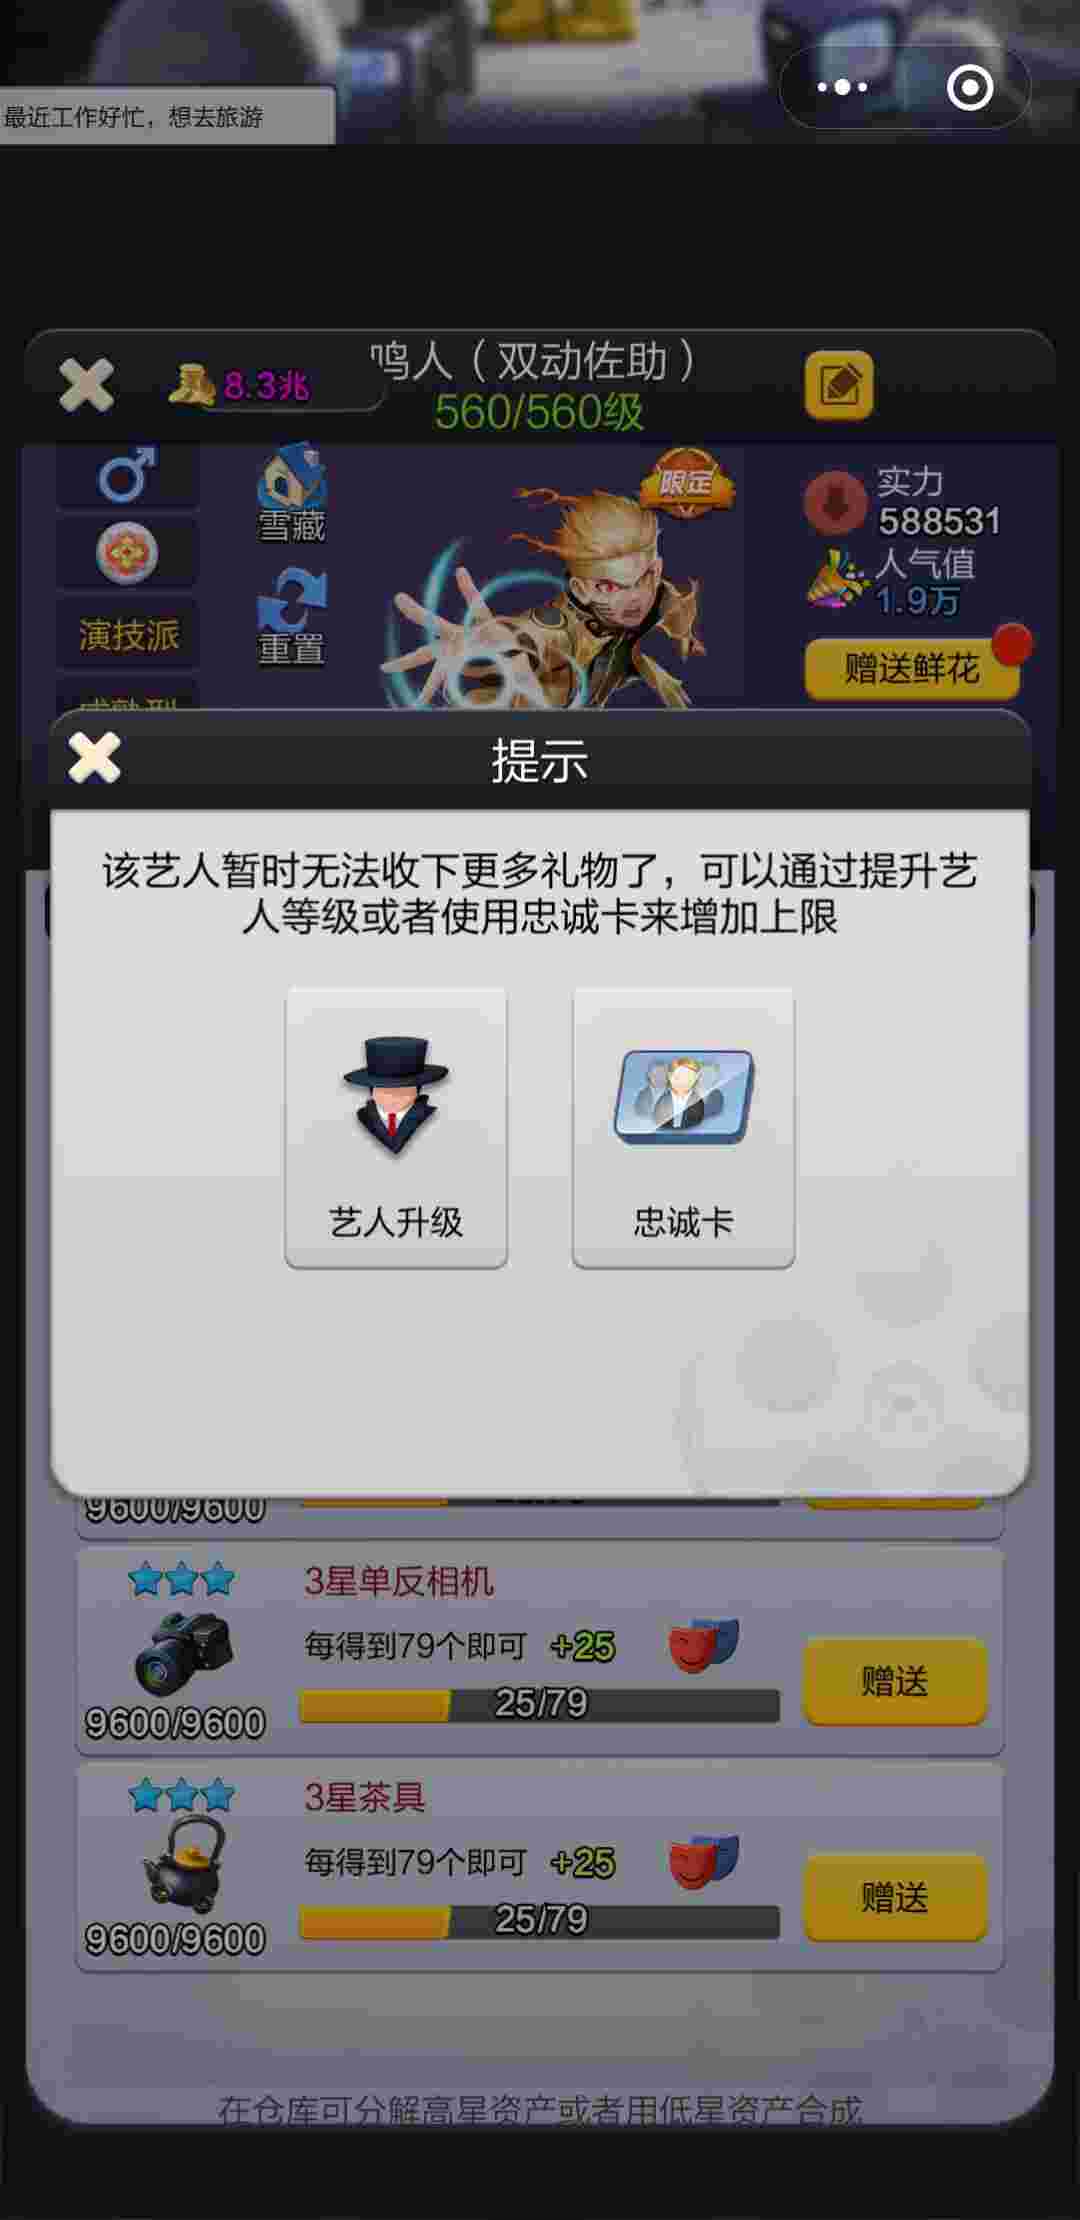 最近工作好忙，想去旅游
鸣人（双动佐助）
8.3兆
560/560级
限定
实力
588531
雪藏
人气值
1.9万
演技派
重置
赠送鲜花
提示
该艺人暂时无法收下更多礼物了，可以通过提升艺
人等级或者使用忠诚卡来增加上限
艺人升级
忠诚卡
9600/9600
3星单反相机
每得到79个即可 +25
赠送
25/79
9600/9600
3星茶具
每得到79个即可 +25
赠送
25/79
9600/9600
在仓库可分解高星资产或者用低星资产合成